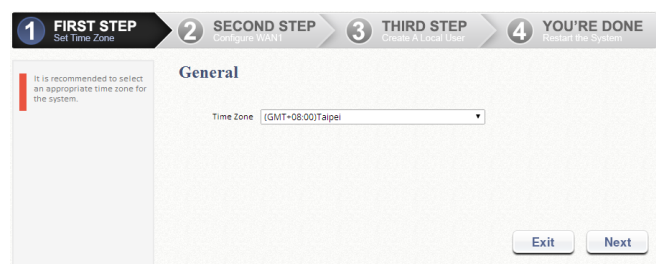 1 FIRST STEP
Set Time Zone
2 SECOND STEP
Configure WAN1
3 THIRD STEP
Create A Local User
4 YOU'RE DONE
Restart the System
It is recommended to select
an appropriate time zone for
the system.
General
Time Zone (GMT+08:00)Taipei
Exit Next